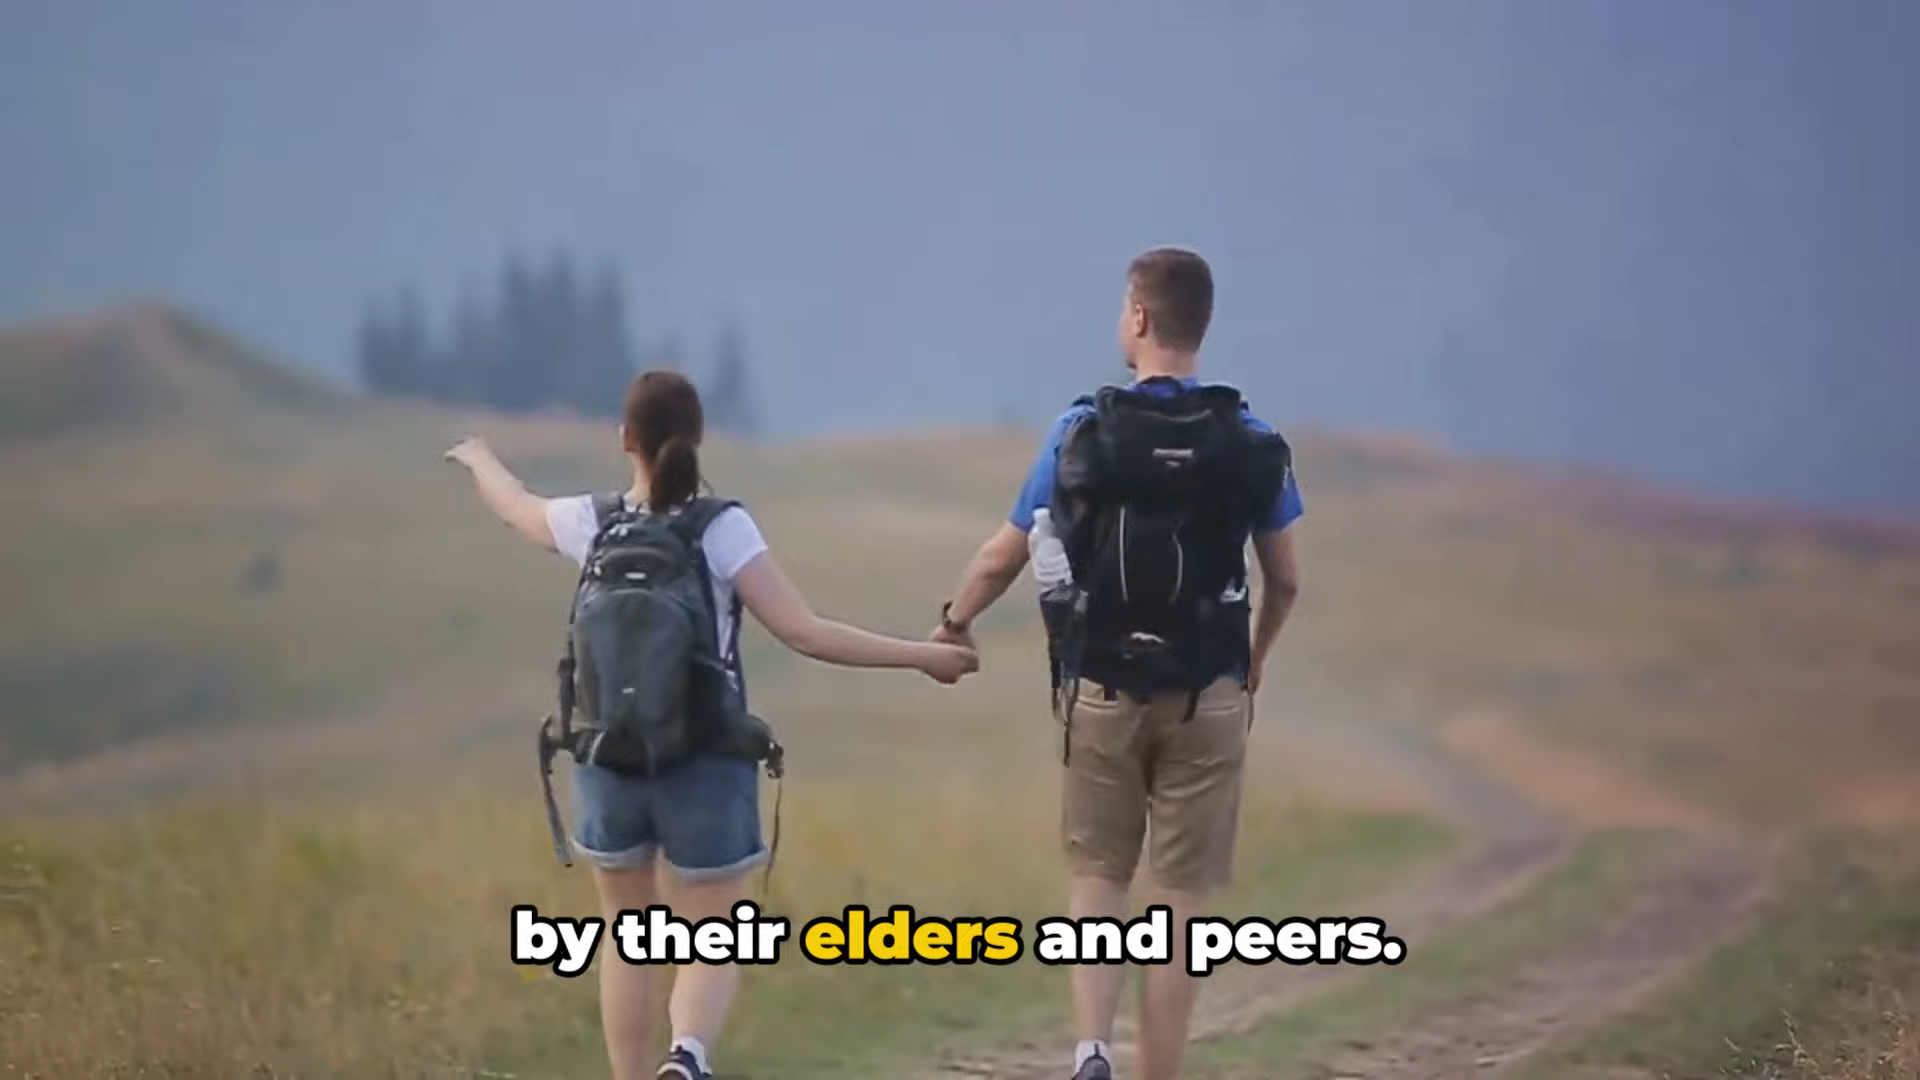 by their elders and peers.